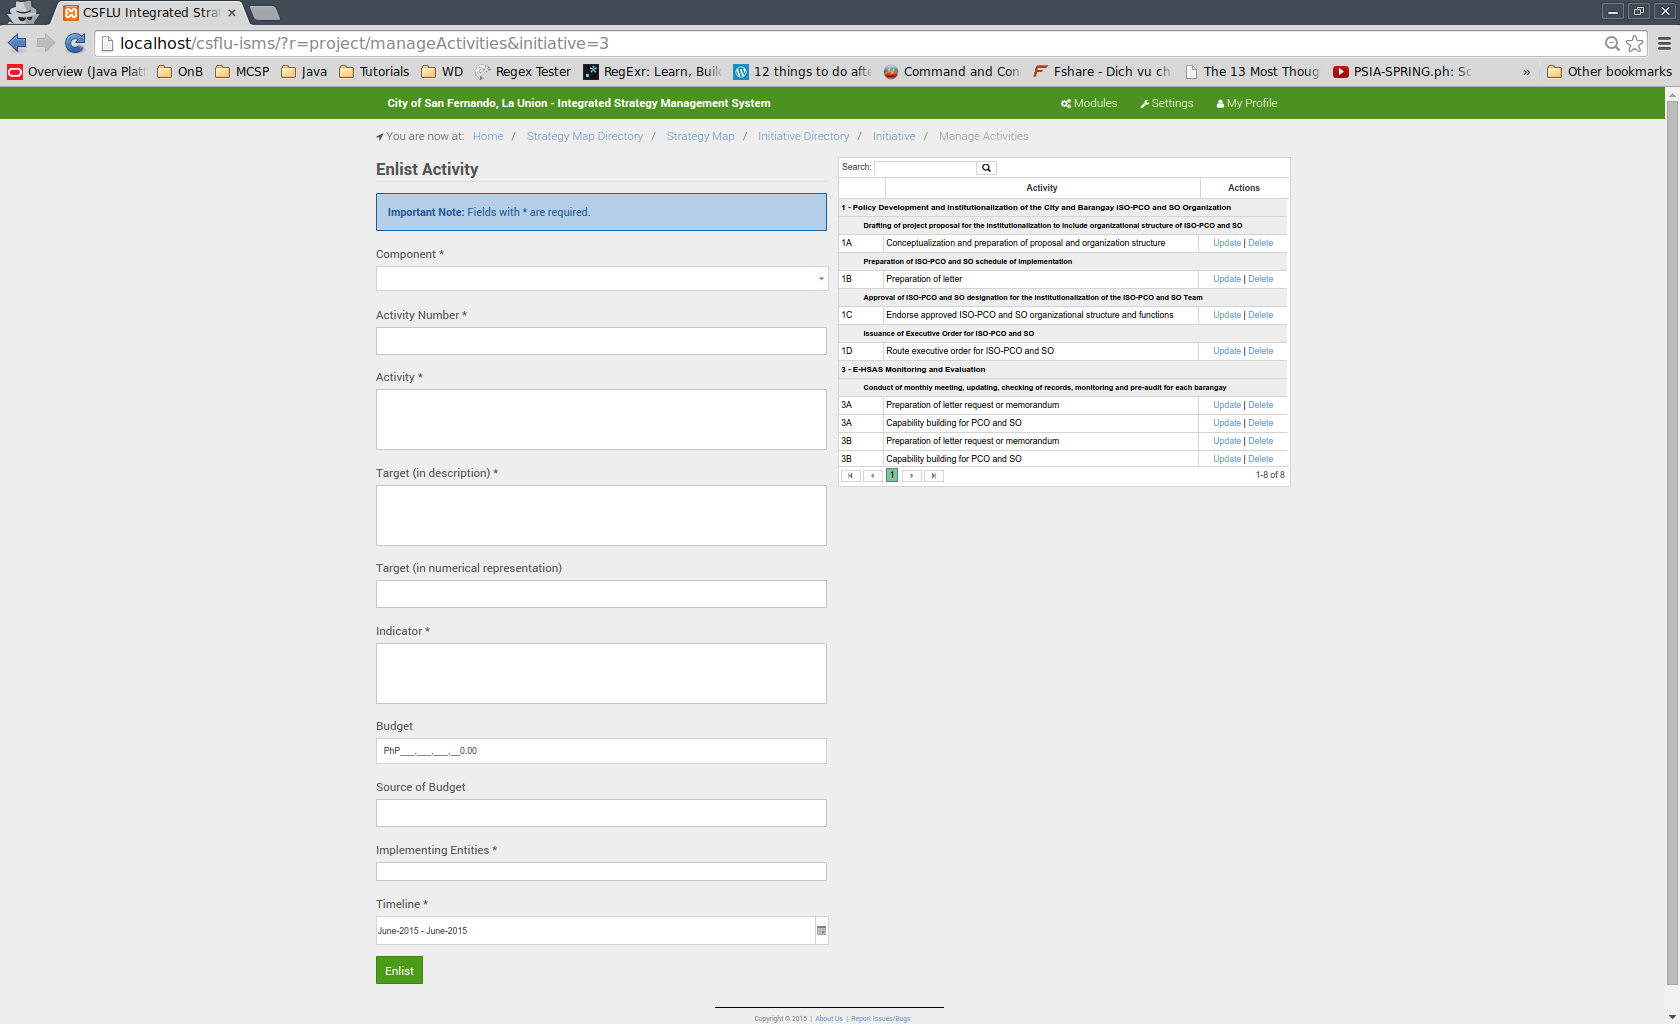 CSFLU Integrated Stra
localhost/csflu-isms/?r=project/manageActivities&initiative=3
Overview (Java Plat
OnB
MCSP
Java
Tutorials
WD
Regex Tester
RegExr: Learn, Buil
12 things to do afte
Command and Con
Fshare - Dich vu ch
The 13 Most Thoug
PSIA-SPRING.ph: Sc
»
Other bookmarks
City of San Fernando, La Union - Integrated Strategy Management System
Modules
Settings
My Profile
You are now at: Home / Strategy Map Directory / Strategy Map / Initiative Directory / Initiative / Manage Activities
Enlist Activity
Important Note: Fields with * are required.
Component *
Activity Number *
Activity *
Target (in description) *
Target (in numerical representation)
Indicator *
Budget
PhP___,___,___,__0.00
Source of Budget
Implementing Entities *
Timeline *
June-2015 - June-2015
Enlist
Search:
Activity Actions
1 - Policy Development and Institutionalization of the City and Barangay ISO-PCO and SO Organization
Drafting of project proposal for the institutionalization to include organizational structure of ISO-PCO and SO
1A Conceptualization and preparation of proposal and organization structure Update | Delete
Preparation of ISO-PCO and SO schedule of implementation
1B Preparation of letter Update | Delete
Approval of ISO-PCO and SO designation for the institutionalization of the ISO-PCO and SO Team
1C Endorse approved ISO-PCO and SO organizational structure and functions Update | Delete
Issuance of Executive Order for ISO-PCO and SO
1D Route executive order for ISO-PCO and SO Update | Delete
3 - E-HSAS Monitoring and Evaluation
Conduct of monthly meeting, updating, checking of records, monitoring and pre-audit for each barangay
3A Preparation of letter request or memorandum Update | Delete
3A Capability building for PCO and SO Update | Delete
3B Preparation of letter request or memorandum Update | Delete
3B Capability building for PCO and SO Update | Delete
1 1-8 of 8
Copyright © 2015 | About Us | Report Issues/Bugs